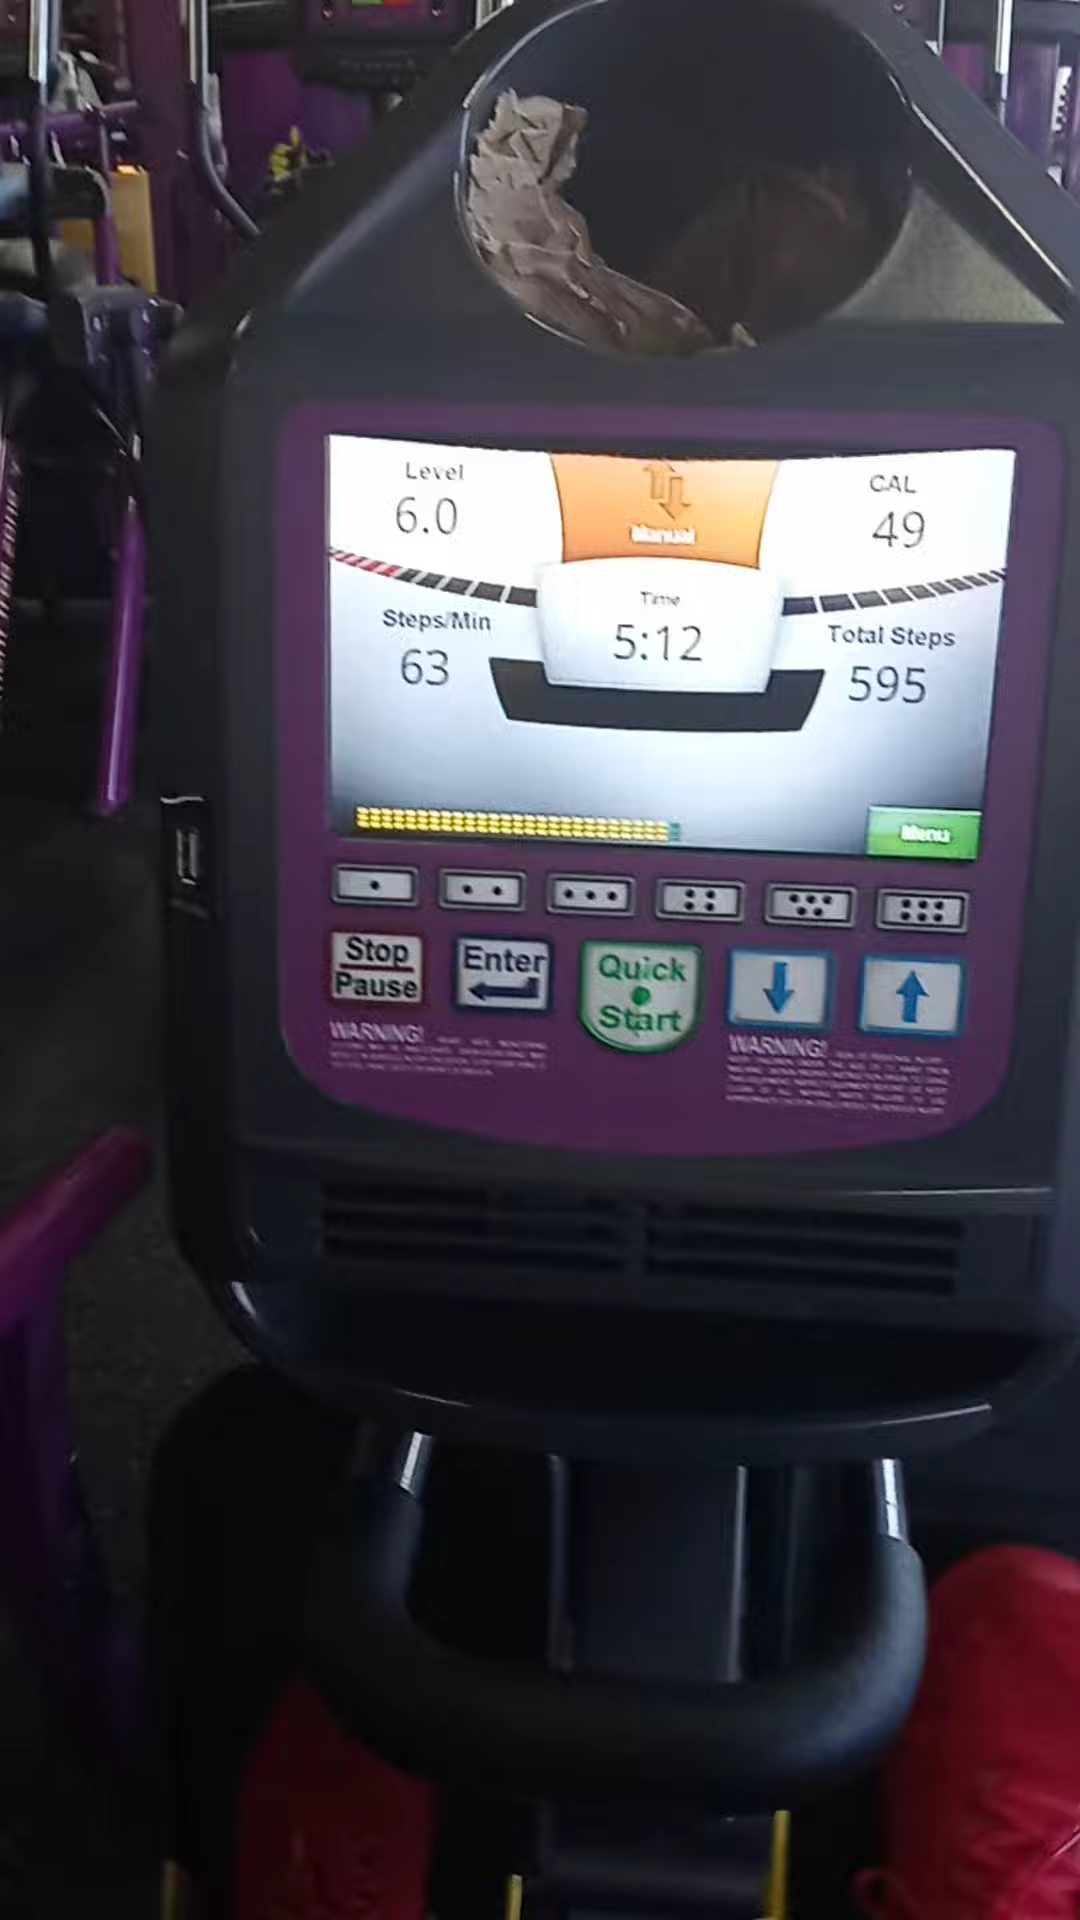 Level
6.0
Manual
CAL
49
Steps/Min
63
Time
5:12
Total Steps
595
Menu
Stop
Pause
Enter
Quick
Start
WARNING!
WARNING!